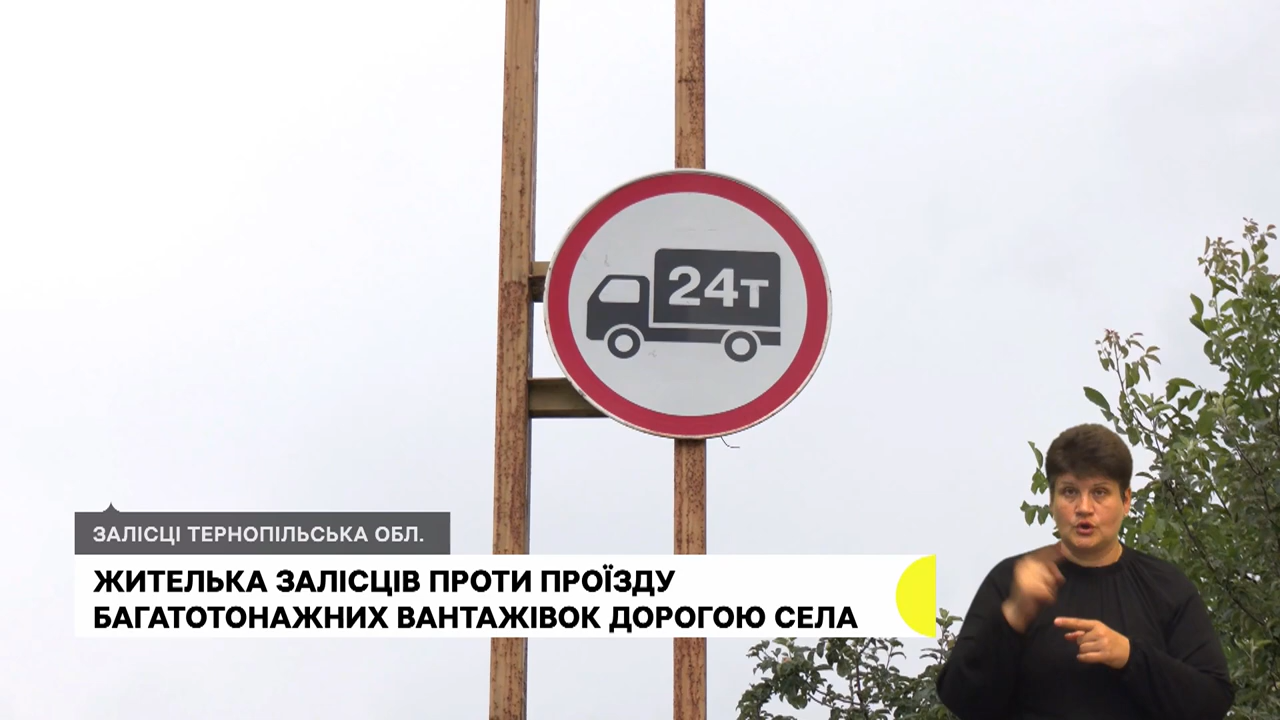 24т
ЗАЛІСЦІ ТЕРНОПІЛЬСЬКА ОБЛ.
ЖИТЕЛЬКА ЗАЛІСЦІВ ПРОТИ ПРОЇЗДУ
БАГАТОТОНАЖНИХ ВАНТАЖІВОК ДОРОГОЮ СЕЛА